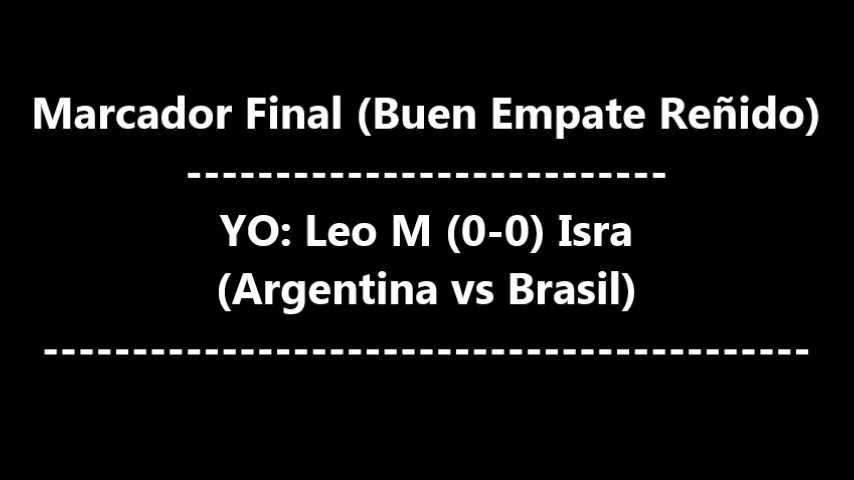 Marcador Final (Buen Empate Reñido)
---------------------------
YO: Leo M (0-0) Isra
(Argentina vs Brasil)
-------------------------------------------